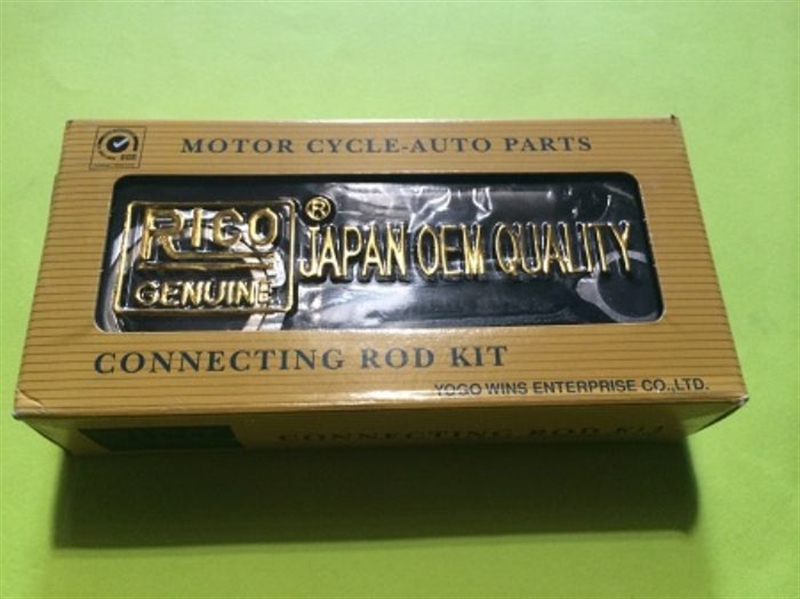 MOTOR CYCLE-AUTO PARTS
RICO
GENUINE
®
JAPAN OEM QUALITY
CONNECTING ROD KIT
YOGO WINS ENTERPRISE CO.,LTD.
CONNECTING ROD KIT